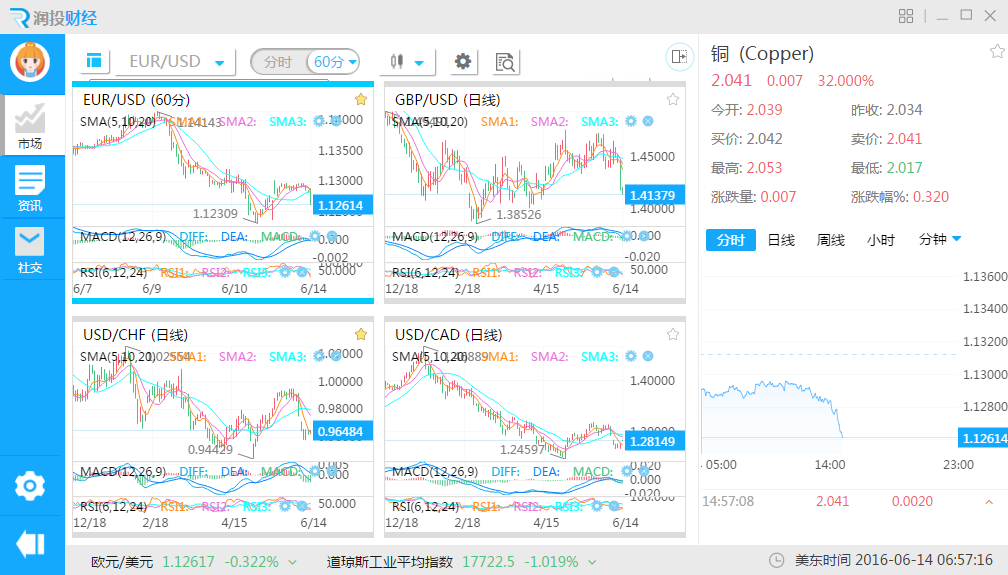 润投财经
市场
资讯
社交
EUR/USD
分时
60分
EUR/USD (60分)
SMA(5,10,20)
SMA2:
SMA3:
1.14000
1.13500
1.13000
1.12614
1.12309
MACD(12,26,9) DIFF: DEA: MACD:
0.000
-0.002
RSI(6,12,24) RSI1: RSI2: RSI3:
50.000
6/7 6/9 6/10 6/14
GBP/USD (日线)
SMA(5,10,20) SMA1: SMA2: SMA3:
1.45000
1.41379
1.40000
1.38526
MACD(12,26,9) DIFF: DEA: MACD:
0.000
-0.020
RSI(6,12,24) RSI1: RSI2: RSI3:
50.000
12/18 2/18 4/15 6/14
USD/CHF (日线)
SMA(5,10,20) SMA1: SMA2: SMA3:
1.02000
1.00000
0.98000
0.96484
0.94429
MACD(12,26,9) DIFF: DEA: MACD:
0.005
0.000
RSI(6,12,24) RSI1: RSI2: RSI3:
50.000
12/18 2/18 4/15 6/14
USD/CAD (日线)
SMA(5,10,20) SMA1: SMA2: SMA3:
1.40000
1.28149
1.24597
MACD(12,26,9) DIFF: DEA: MACD:
0.020
0.000
-0.020
RSI(6,12,24) RSI1: RSI2: RSI3:
50.000
12/18 2/18 4/15 6/14
铜 (Copper)
2.041 0.007 32.000%
今开: 2.039 昨收: 2.034
买价: 2.042 卖价: 2.041
最高: 2.053 最低: 2.017
涨跌量: 0.007 涨跌幅%: 0.320
分时 日线 周线 小时 分钟
1.13600
1.13400
1.13200
1.13000
1.12800
1.12614
05:00 14:00 23:00
14:57:08 2.041 0.0020
欧元/美元 1.12617 -0.322% 道琼斯工业平均指数 17722.5 -1.019% 美东时间 2016-06-14 06:57:16